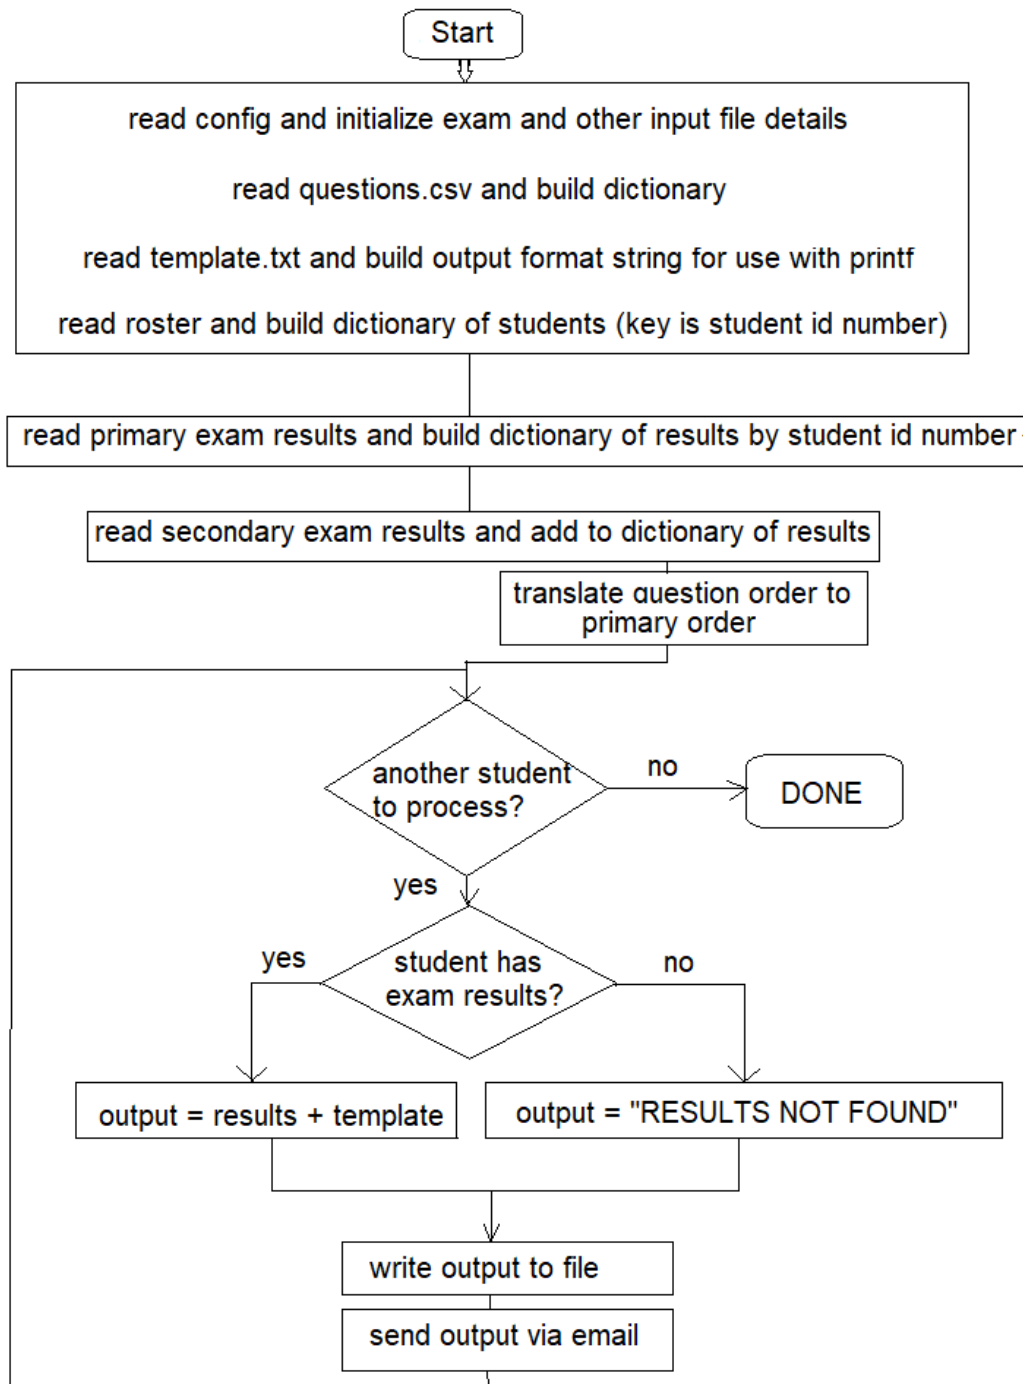 Start
read config and initialize exam and other input file details
read questions.csv and build dictionary
read template.txt and build output format string for use with printf
read roster and build dictionary of students (key is student id number)
read primary exam results and build dictionary of results by student id number
read secondary exam results and add to dictionary of results
translate question order to
primary order
another student
to process?
no
DONE
yes
student has
exam results?
yes
no
output = results + template
output = "RESULTS NOT FOUND"
write output to file
send output via email